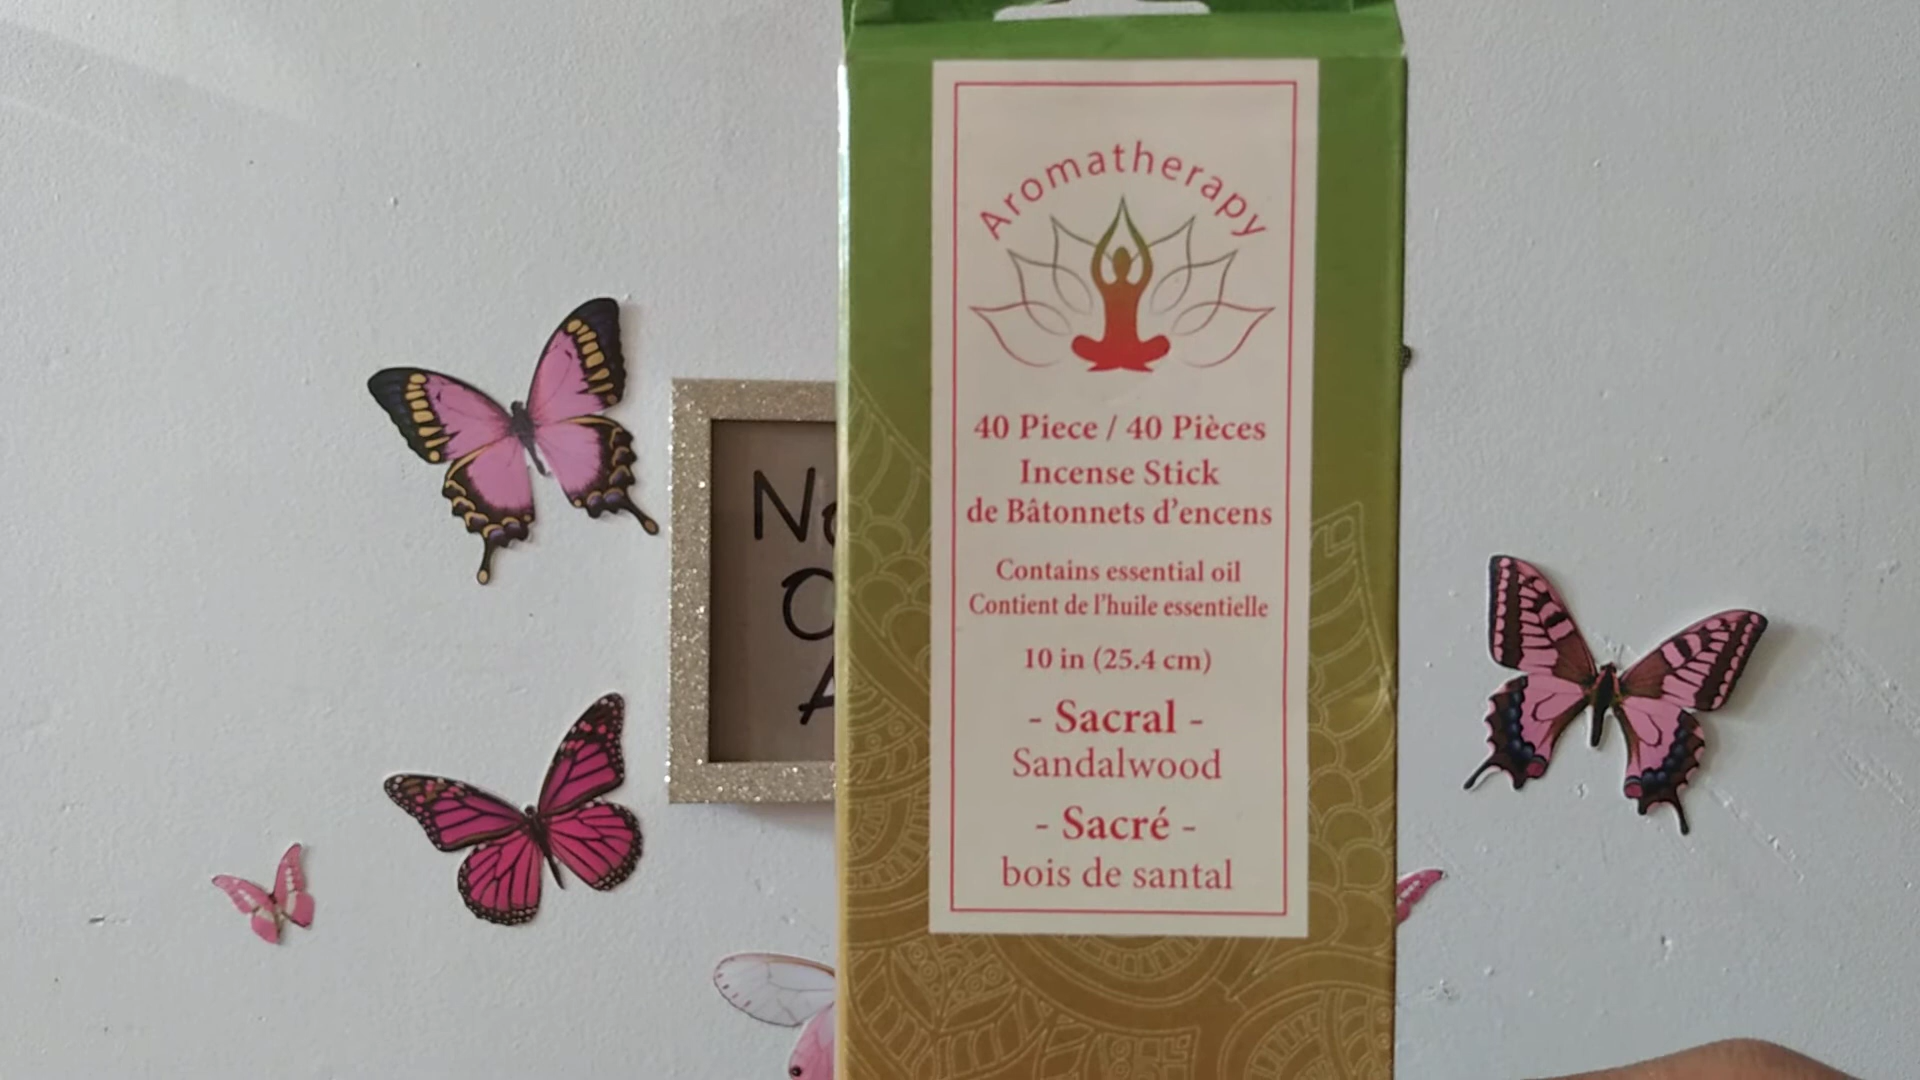 Aromatherapy
40 Piece / 40 Pièces
Incense Stick
de Bâtonnets d'encens
Contains essential oil
Contient de l'huile essentielle
10 in (25.4 cm)
- Sacral -
Sandalwood
- Sacré -
bois de santal